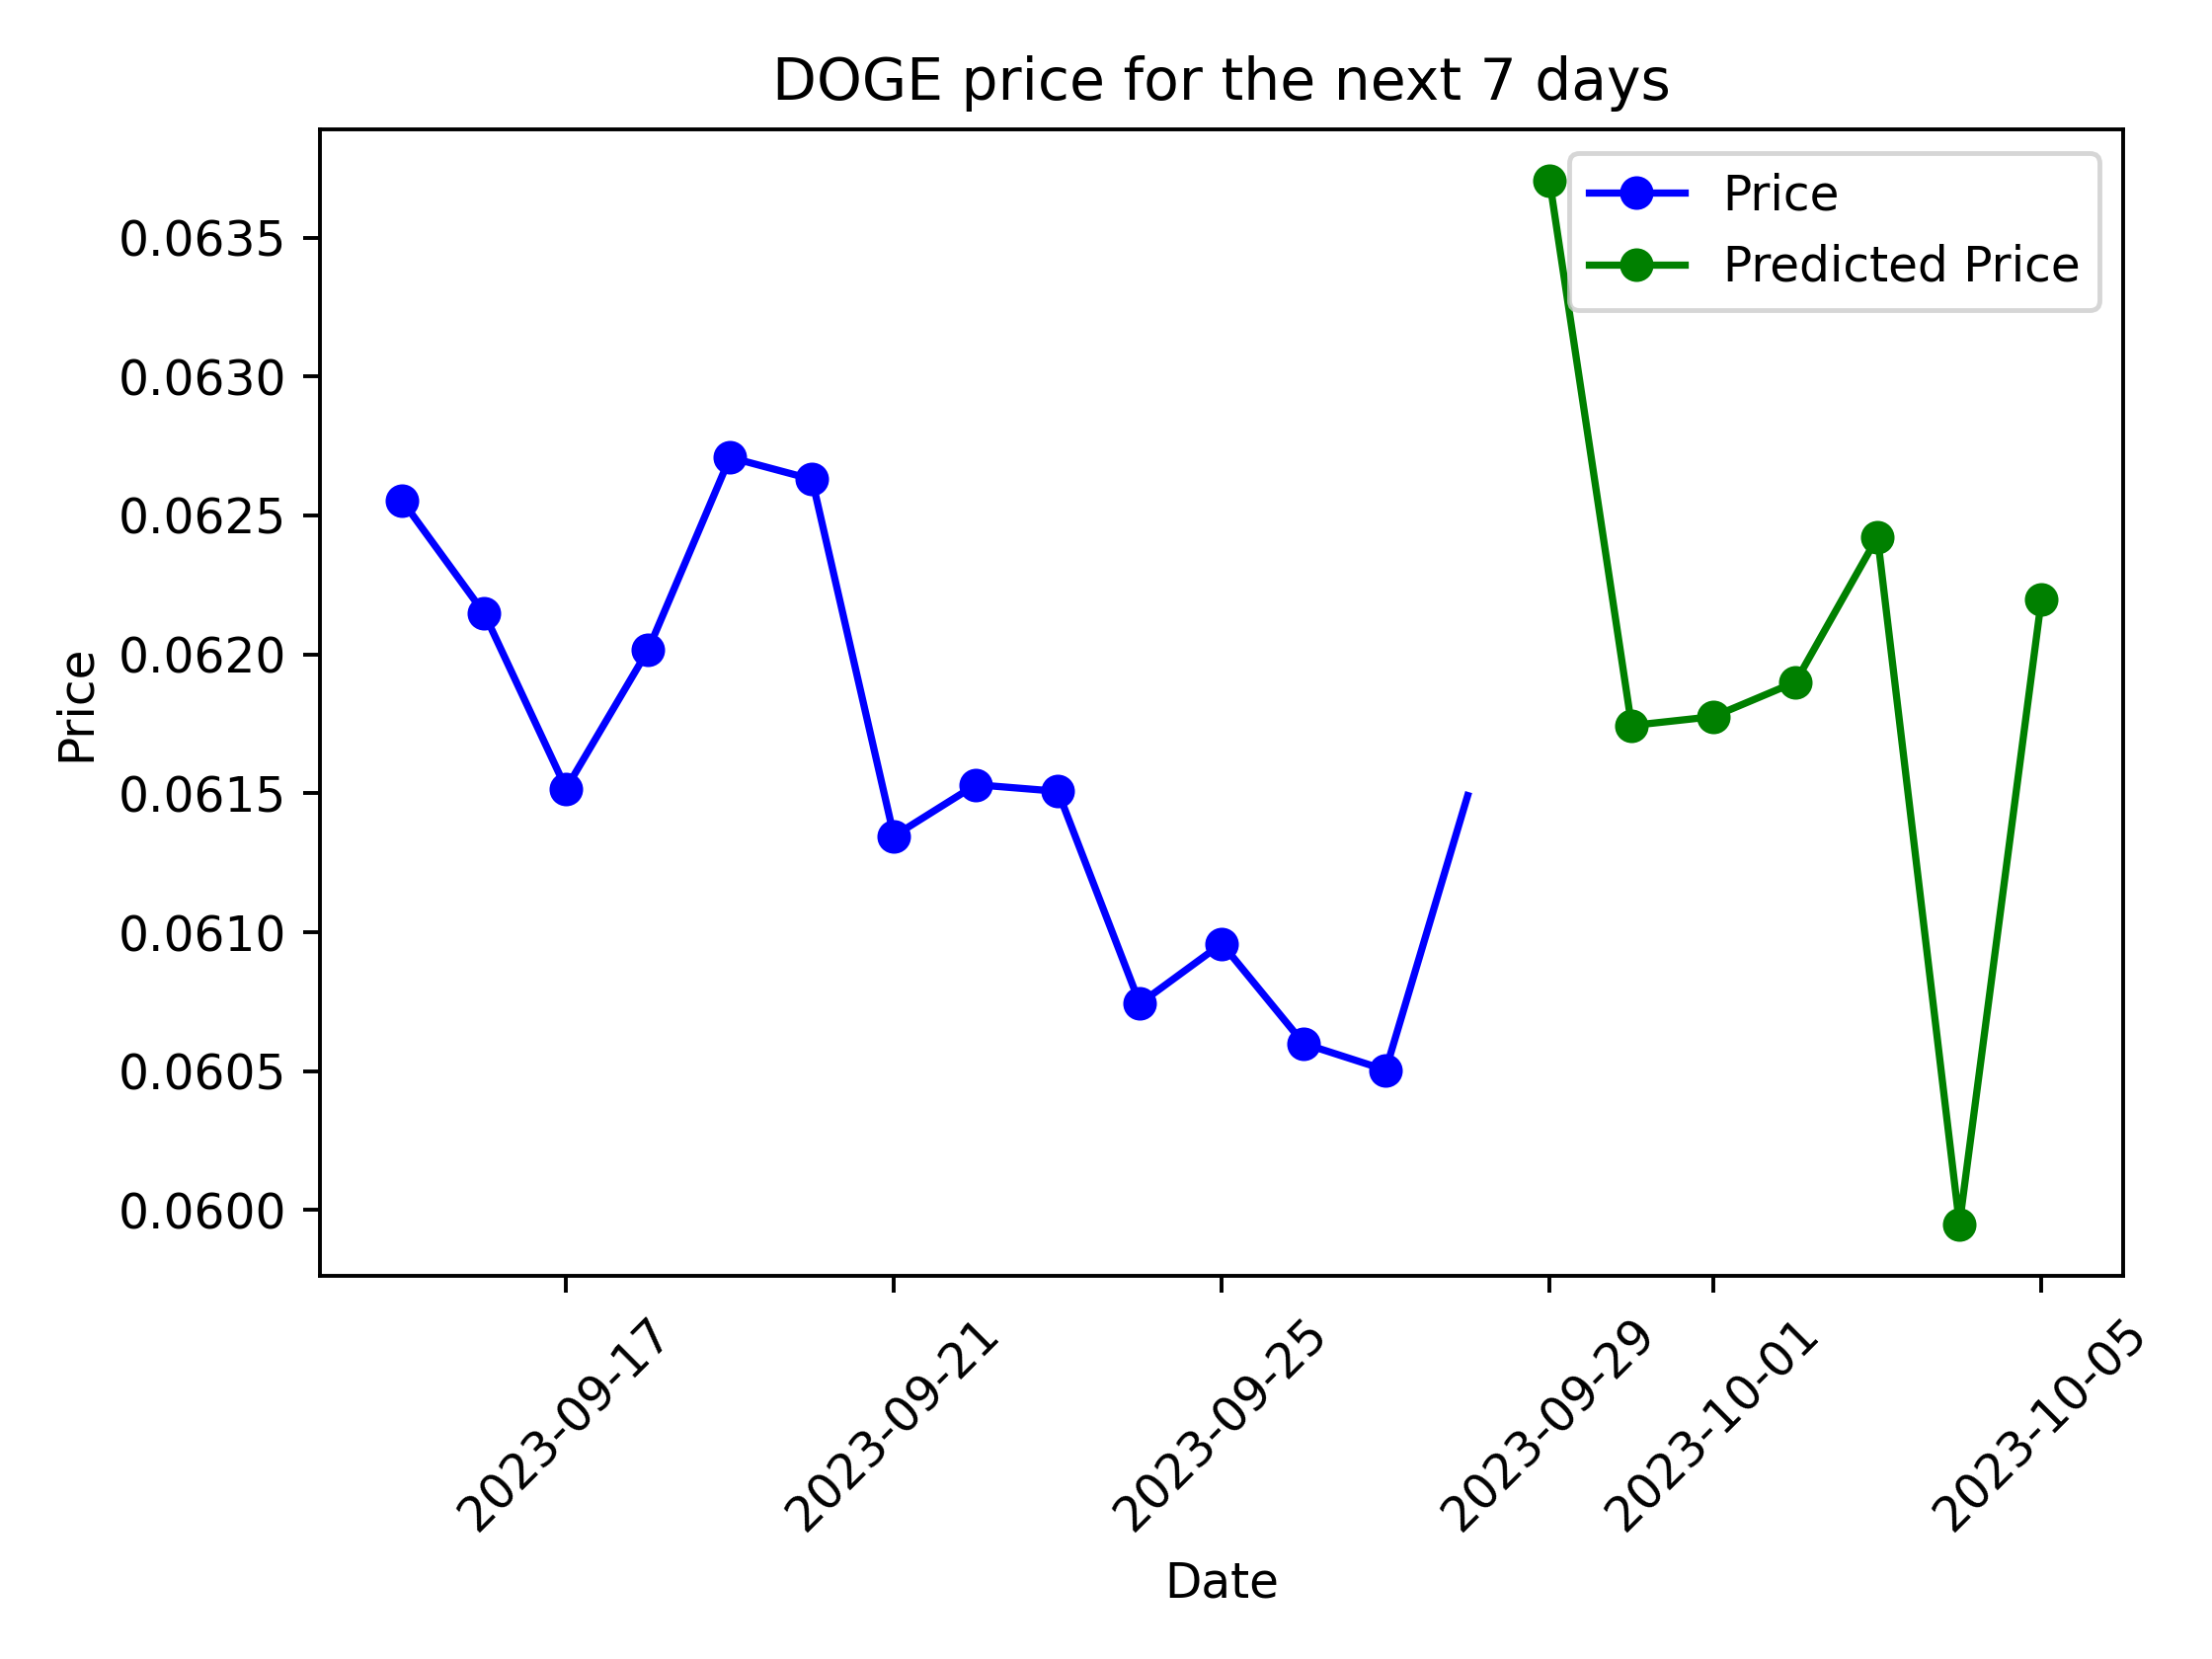 DOGE price for the next 7 days
Price
Predicted Price
0.0635
0.0630
0.0625
0.0620
0.0615
0.0610
0.0605
0.0600
Price
2023-09-17
2023-09-21
2023-09-25
2023-09-29
2023-10-01
2023-10-05
Date